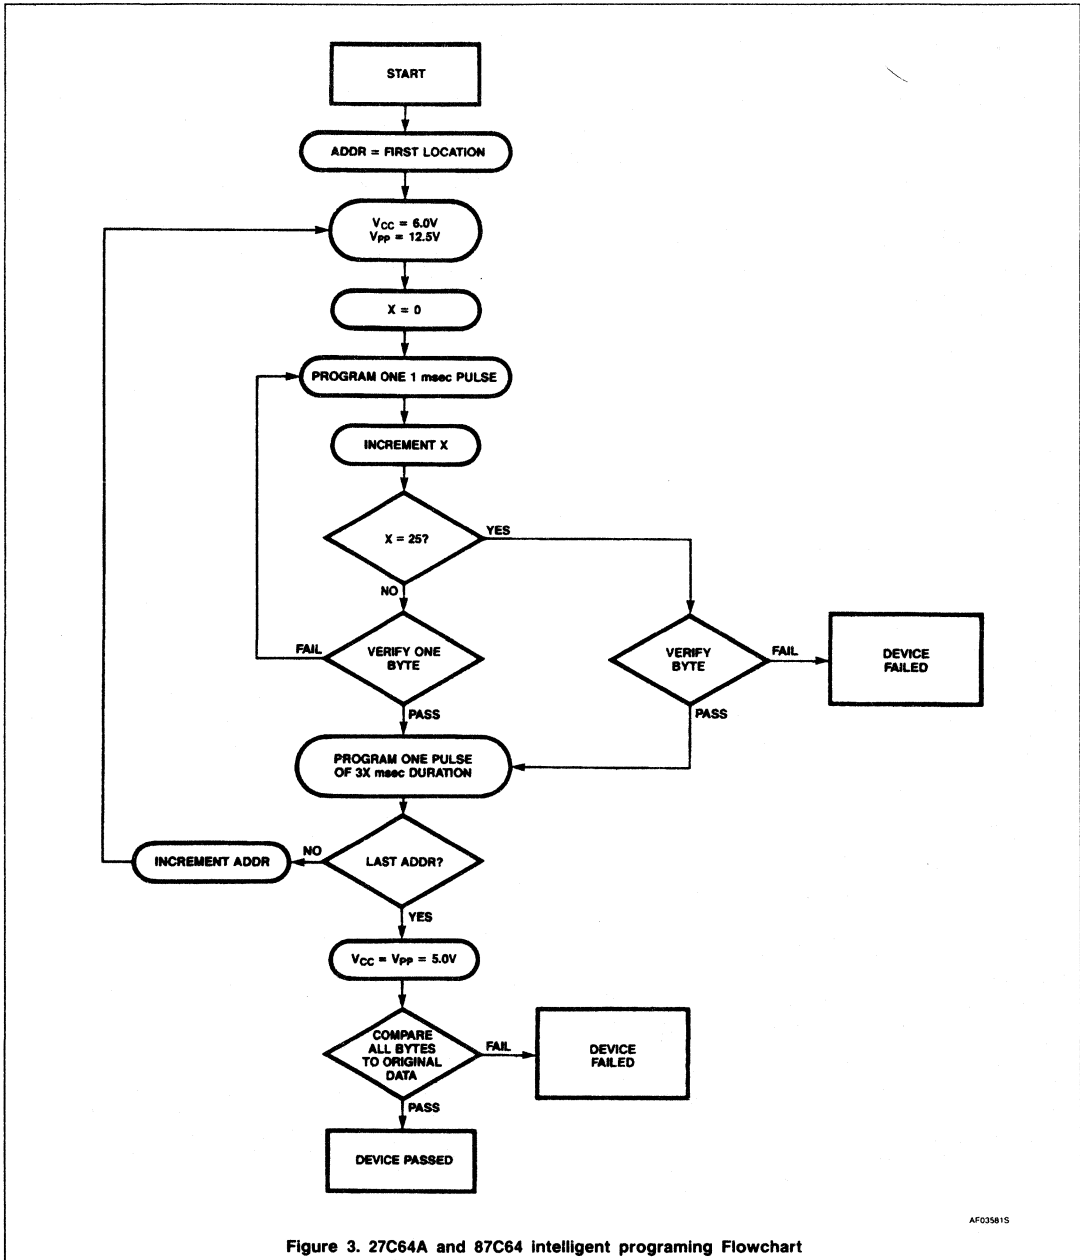 START
ADDR = FIRST LOCATION
VCC = 6.0V
VPP = 12.5V
X = 0
PROGRAM ONE 1 msec PULSE
INCREMENT X
X = 25?
YES
NO
VERIFY ONE
BYTE
FAIL
PASS
VERIFY
BYTE
FAIL
PASS
DEVICE
FAILED
PROGRAM ONE PULSE
OF 3X msec DURATION
LAST ADDR?
NO
INCREMENT ADDR
YES
VCC = VPP = 5.0V
COMPARE
ALL BYTES
TO ORIGINAL
DATA
FAIL
DEVICE
FAILED
PASS
DEVICE PASSED
AF03581S
Figure 3. 27C64A and 87C64 intelligent programing Flowchart